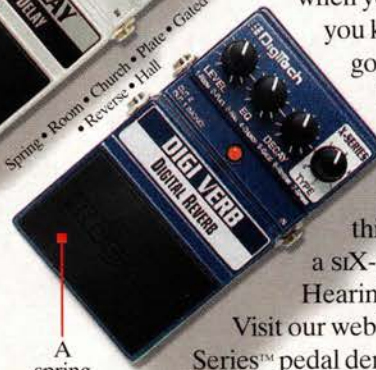 DELAY
Spring • Room • Church • Plate • Gated
• Reverse • Hall
when yo
you k
go
DigiTech
X-SERIES
LEVEL
EQ
DECAY
TYPE
DIGI VERB
DIGITAL REVERB
thi
a siX-
Hearin
Visit our web
Series™ pedal der
A
spring